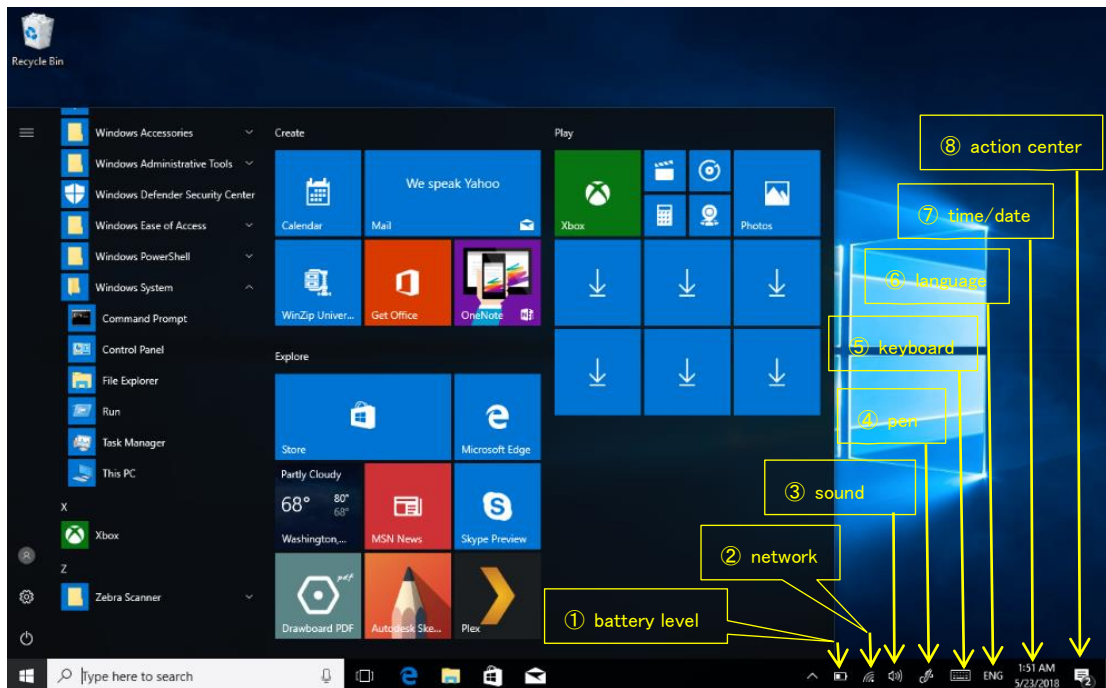 Recycle Bin
Windows Accessories
Windows Administrative Tools
Windows Defender Security Center
Windows Ease of Access
Windows PowerShell
Windows System
Command Prompt
Control Panel
File Explorer
Run
Task Manager
This PC
X
Xbox
Z
Zebra Scanner
Create
Calendar
We speak Yahoo
Mail
WinZip Univer...
Get Office
OneNote
Explore
Store
Microsoft Edge
Partly Cloudy
68° 80°
68°
Washington,...
MSN News
Skype Preview
Drawboard PDF
pdf
Autodesk Ske...
Plex
Play
Xbox
Photos
⑧ action center
⑦ time/date
⑥ language
⑤ keyboard
④ pen
③ sound
② network
① battery level
Type here to search
ENG
1:51 AM
5/23/2018
2